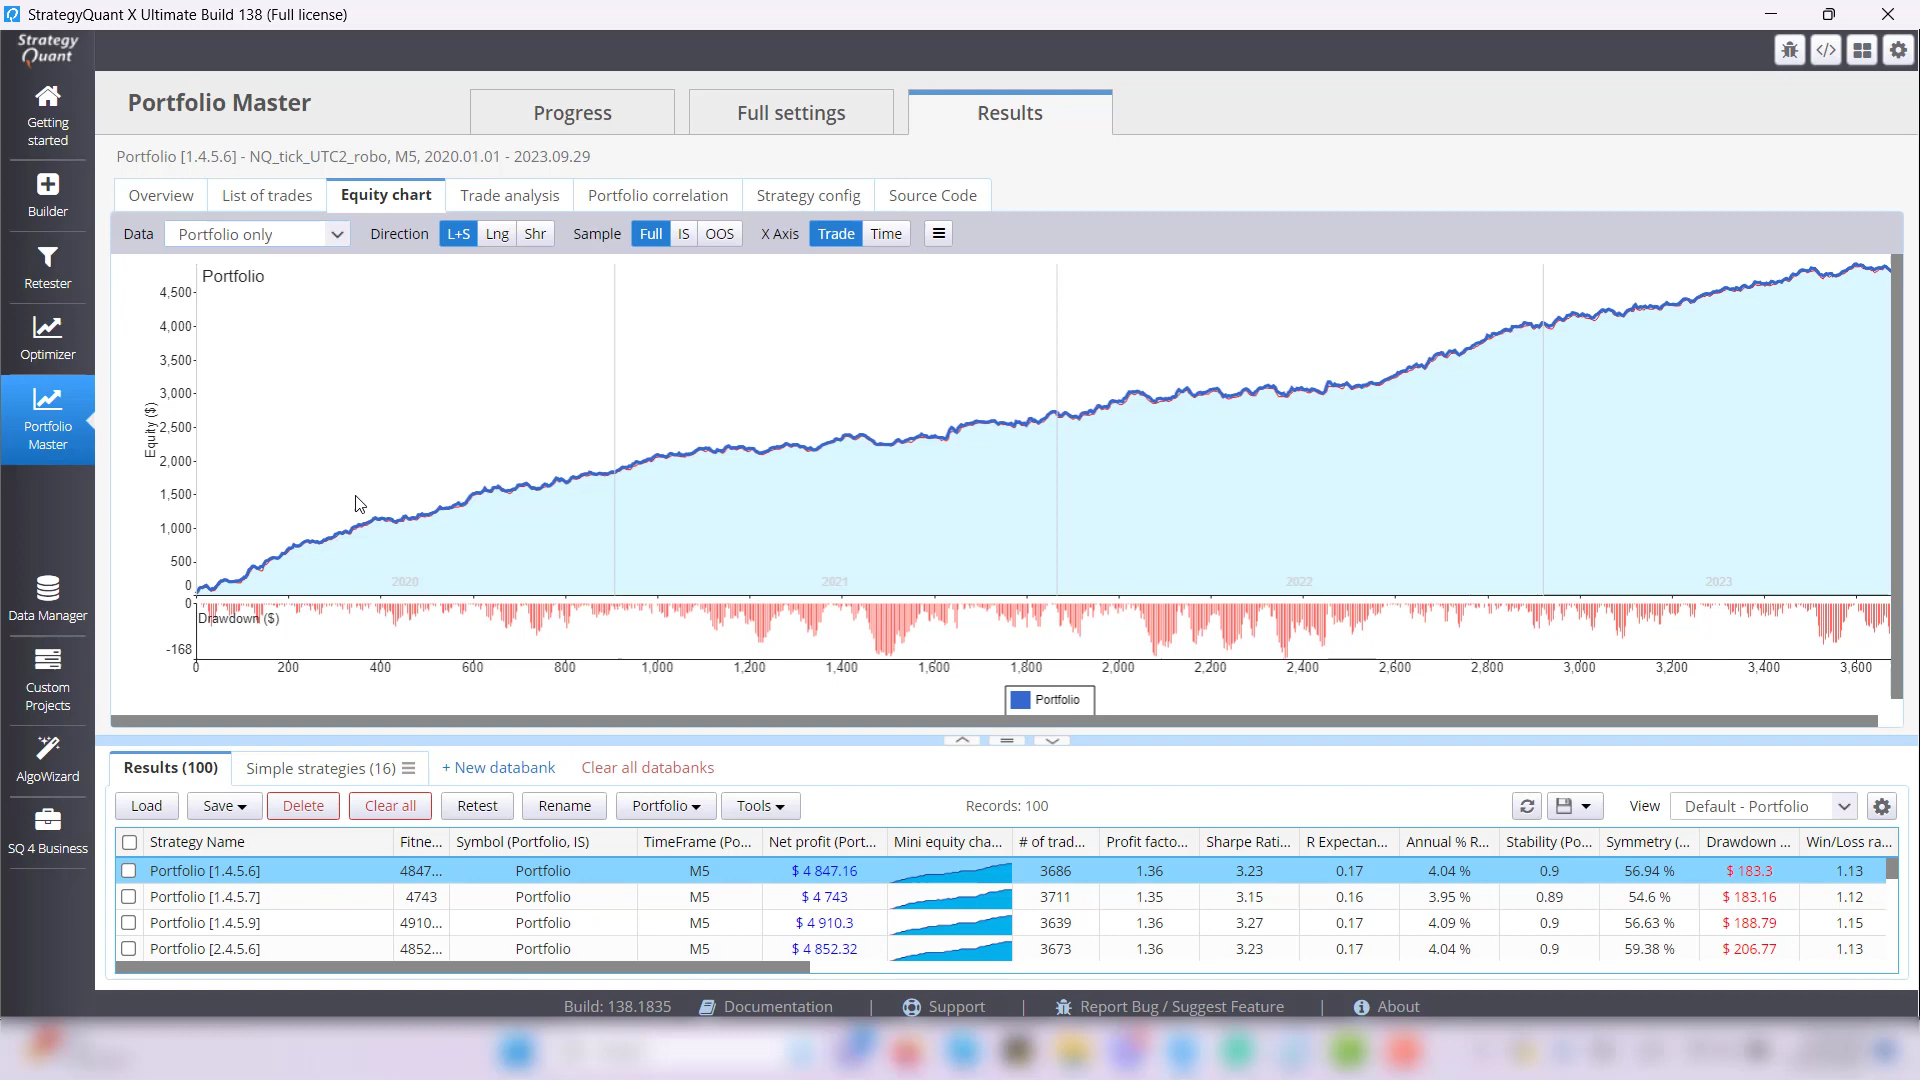 StrategyQuant X Ultimate Build 138 (Full license)
Strategy
Quant
Getting
started
Builder
Retester
Optimizer
Portfolio
Master
Data Manager
Custom
Projects
AlgoWizard
SQ 4 Business
Portfolio Master
Progress
Full settings
Results
Portfolio [1.4.5.6] - NQ_tick_UTC2_robo, M5, 2020.01.01 - 2023.09.29
Overview List of trades Equity chart Trade analysis Portfolio correlation Strategy config Source Code
Data Portfolio only Direction L+S Lng Shr Sample Full IS OOS X Axis Trade Time
Portfolio
Equity ($)
4,500
4,000
3,500
3,000
2,500
2,000
1,500
1,000
500
0
2020 2021 2022 2023
0
Drawdown ($)
-168
0 200 400 600 800 1,000 1,200 1,400 1,600 1,800 2,000 2,200 2,400 2,600 2,800 3,000 3,200 3,400 3,600
Portfolio
Results (100) Simple strategies (16) + New databank Clear all databanks
Load Save Delete Clear all Retest Rename Portfolio Tools Records: 100 View Default - Portfolio
Strategy Name Fitne... Symbol (Portfolio, IS) TimeFrame (Po... Net profit (Port... Mini equity cha... # of trad... Profit facto... Sharpe Rati... R Expectan... Annual % R... Stability (Po... Symmetry (... Drawdown ... Win/Loss ra...
Portfolio [1.4.5.6] 4847... Portfolio M5 $ 4 847.16 3686 1.36 3.23 0.17 4.04 % 0.9 56.94 % $ 183.3 1.13
Portfolio [1.4.5.7] 4743 Portfolio M5 $ 4 743 3711 1.35 3.15 0.16 3.95 % 0.89 54.6 % $ 183.16 1.12
Portfolio [1.4.5.9] 4910... Portfolio M5 $ 4 910.3 3639 1.36 3.27 0.17 4.09 % 0.9 56.63 % $ 188.79 1.15
Portfolio [2.4.5.6] 4852... Portfolio M5 $ 4 852.32 3673 1.36 3.23 0.17 4.04 % 0.9 59.38 % $ 206.77 1.13
Build: 138.1835 Documentation | Support | Report Bug / Suggest Feature | About